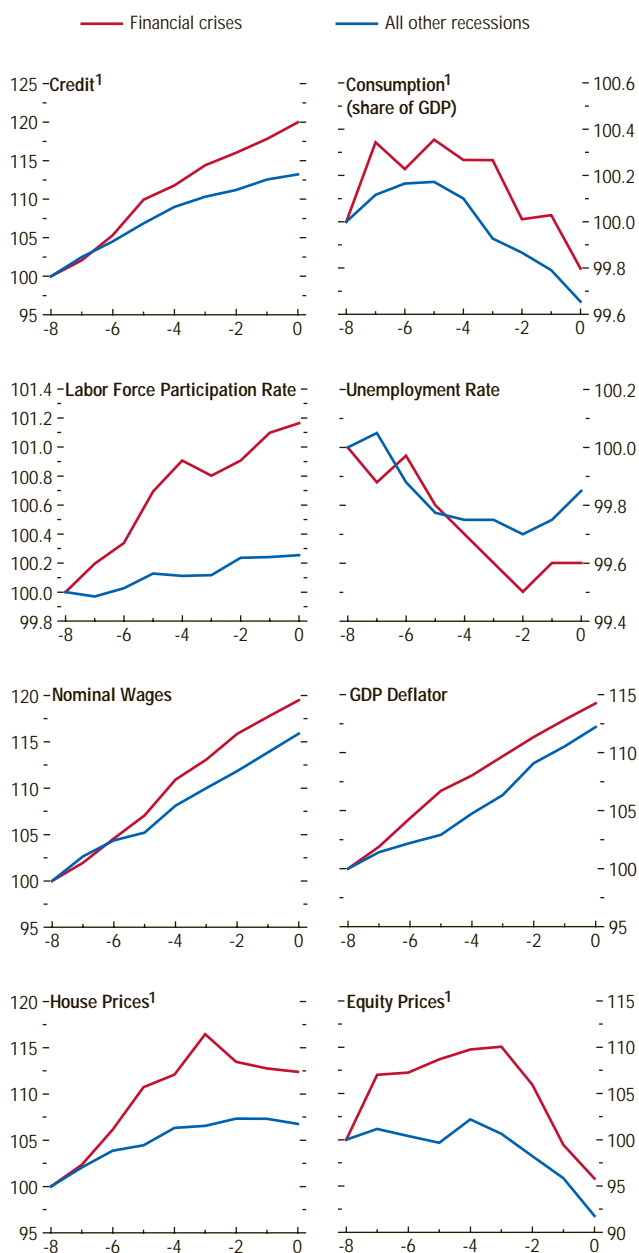 Financial crises
All other recessions
Credit1
125
120
115
110
105
100
95
-8 -6 -4 -2 0
Consumption1
(share of GDP)
100.6
100.4
100.2
100.0
99.8
99.6
-8 -6 -4 -2 0
Labor Force Participation Rate
101.4
101.2
101.0
100.8
100.6
100.4
100.2
100.0
99.8
-8 -6 -4 -2 0
Unemployment Rate
100.2
100.0
99.8
99.6
99.4
-8 -6 -4 -2 0
Nominal Wages
120
115
110
105
100
95
-8 -6 -4 -2 0
GDP Deflator
115
110
105
100
95
-8 -6 -4 -2 0
House Prices1
120
115
110
105
100
95
-8 -6 -4 -2 0
Equity Prices1
115
110
105
100
95
90
-8 -6 -4 -2 0